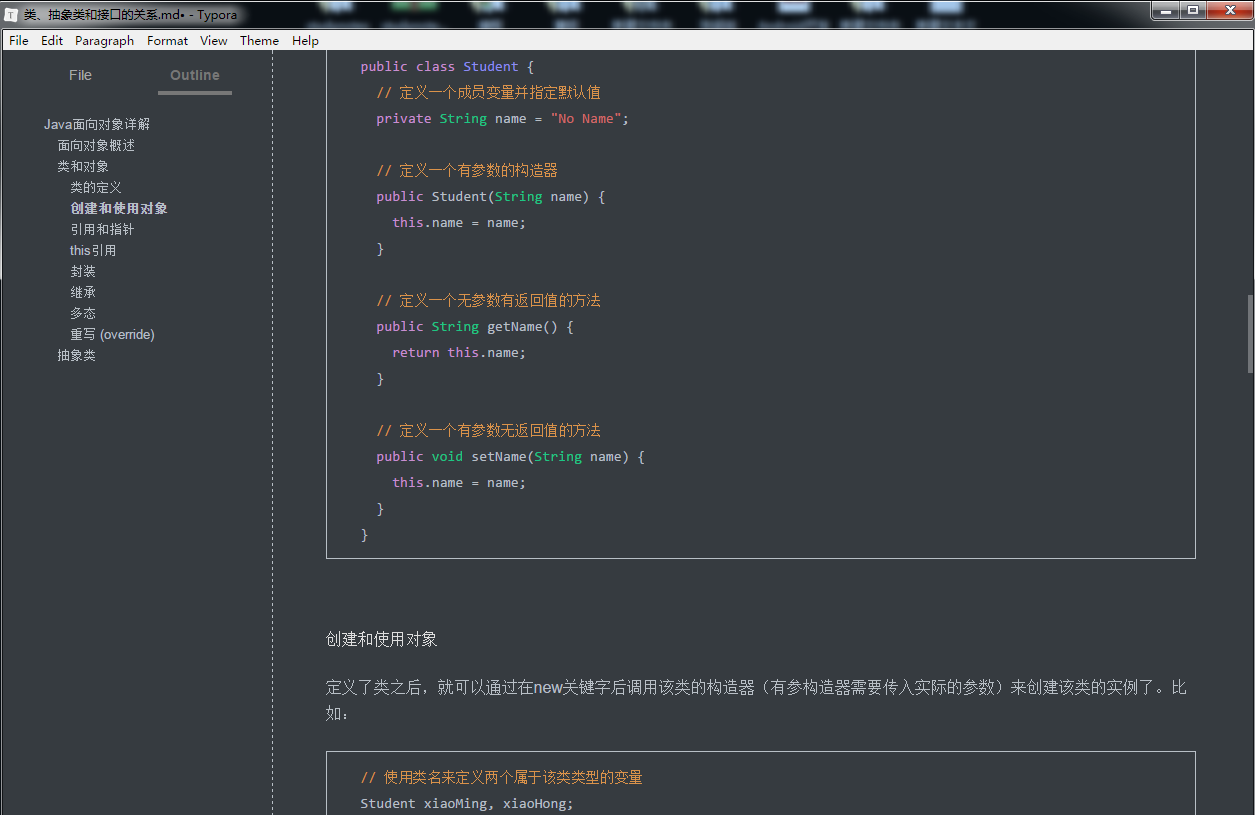 类、抽象类和接口的关系.md• - Typora
File Edit Paragraph Format View Theme Help
File Outline
Java面向对象详解
面向对象概述
类和对象
类的定义
创建和使用对象
引用和指针
this引用
封装
继承
多态
重写 (override)
抽象类
public class Student {
// 定义一个成员变量并指定默认值
private String name = "No Name";
// 定义一个有参数的构造器
public Student(String name) {
this.name = name;
}
// 定义一个无参数有返回值的方法
public String getName() {
return this.name;
}
// 定义一个有参数无返回值的方法
public void setName(String name) {
this.name = name;
}
}
创建和使用对象
定义了类之后，就可以通过在new关键字后调用该类的构造器（有参构造器需要传入实际的参数）来创建该类的实例了。比
如：
// 使用类名来定义两个属于该类类型的变量
Student xiaoMing, xiaoHong;